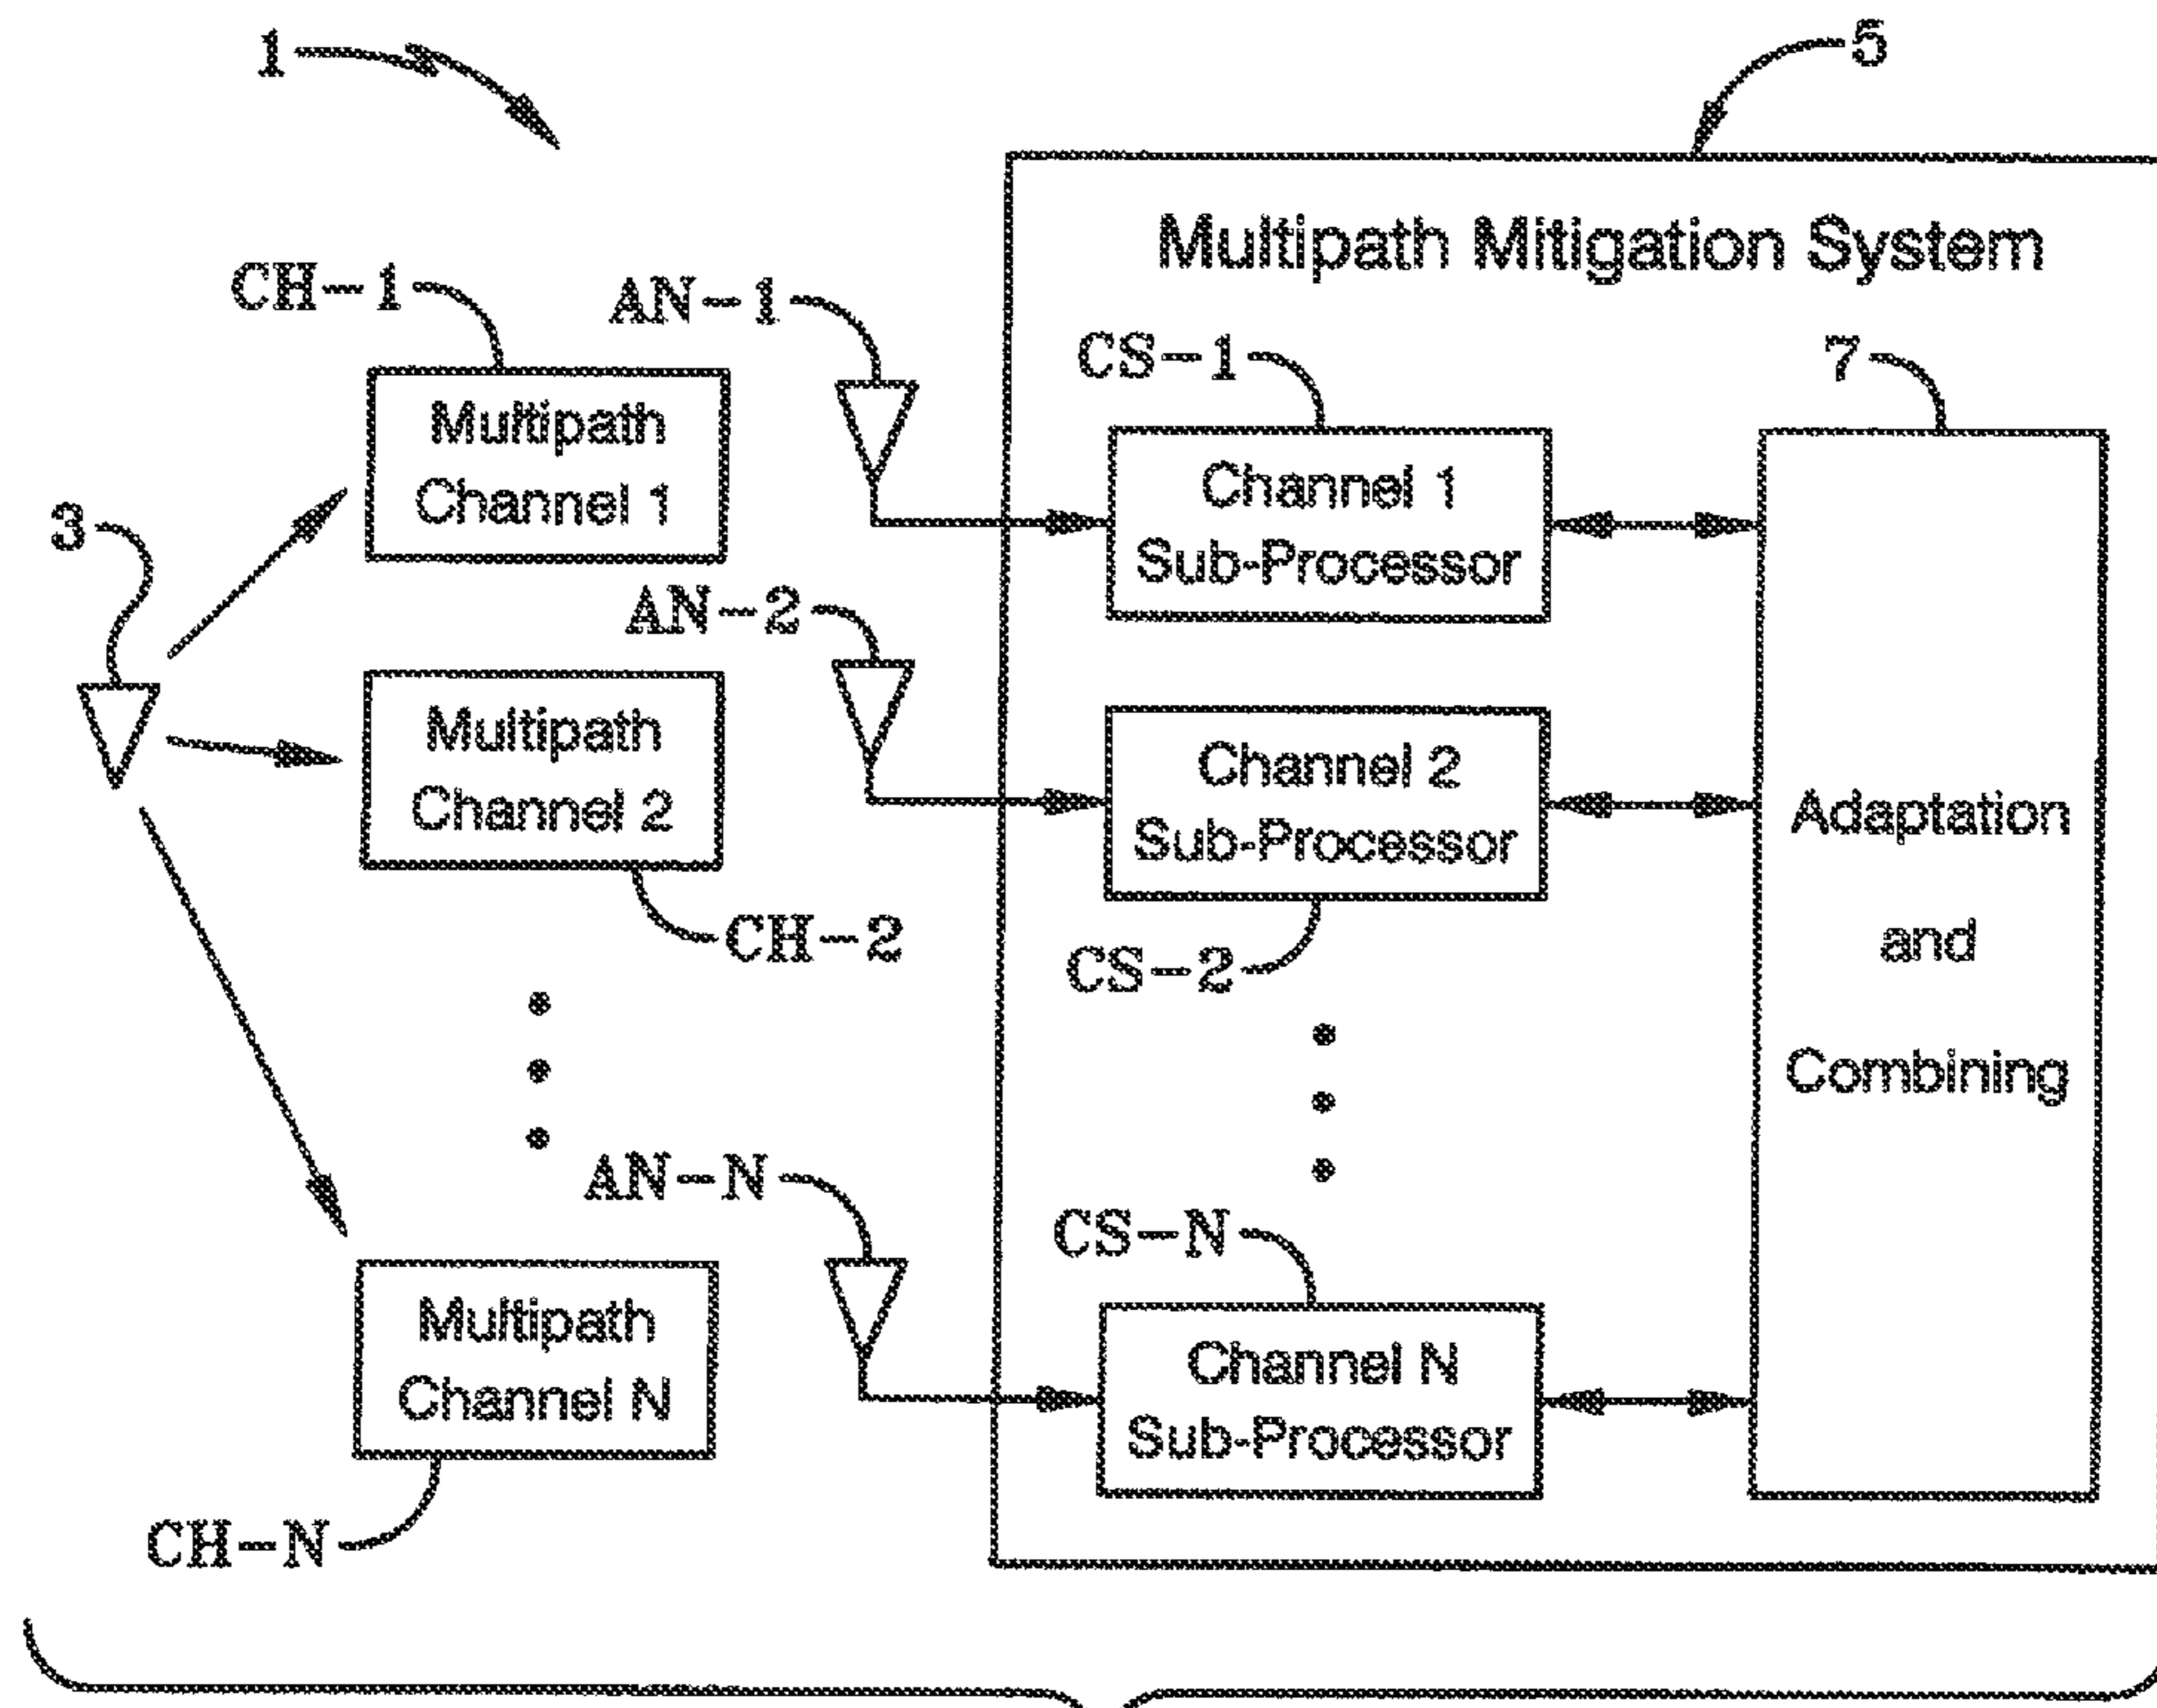 1
5
Multipath Mitigation System
CH-1
AN-1
CS-1
7
Multipath
Channel 1
Channel 1
Sub-Processor
3
AN-2
Multipath
Channel 2
Channel 2
Sub-Processor
Adaptation
and
Combining
CH-2
CS-2
AN-N
CS-N
Multipath
Channel N
Channel N
Sub-Processor
CH-N